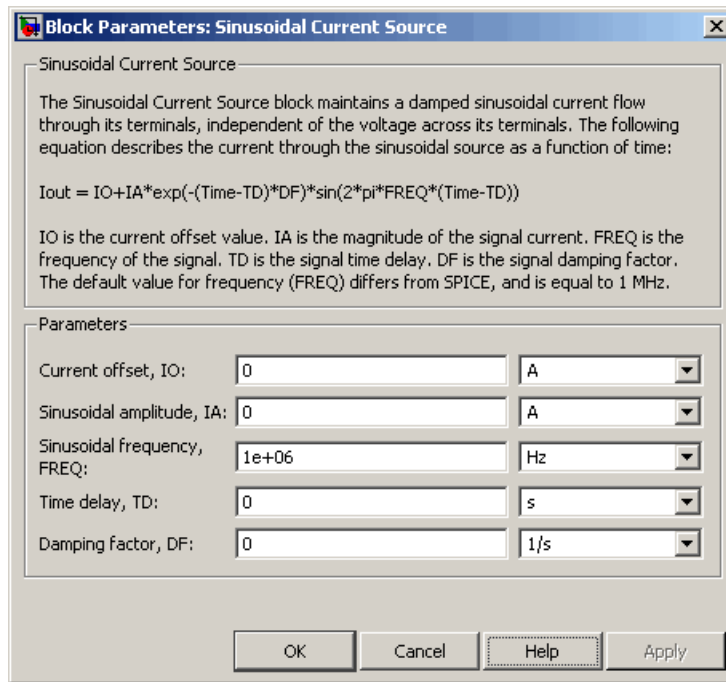 Block Parameters: Sinusoidal Current Source
Sinusoidal Current Source
The Sinusoidal Current Source block maintains a damped sinusoidal current flow
through its terminals, independent of the voltage across its terminals. The following
equation describes the current through the sinusoidal source as a function of time:
Iout = IO+IA*exp(-(Time-TD)*DF)*sin(2*pi*FREQ*(Time-TD))
IO is the current offset value. IA is the magnitude of the signal current. FREQ is the
frequency of the signal. TD is the signal time delay. DF is the signal damping factor.
The default value for frequency (FREQ) differs from SPICE, and is equal to 1 MHz.
Parameters
Current offset, IO: 0 A
Sinusoidal amplitude, IA: 0 A
Sinusoidal frequency,
FREQ: 1e+06 Hz
Time delay, TD: 0 s
Damping factor, DF: 0 1/s
OK Cancel Help Apply